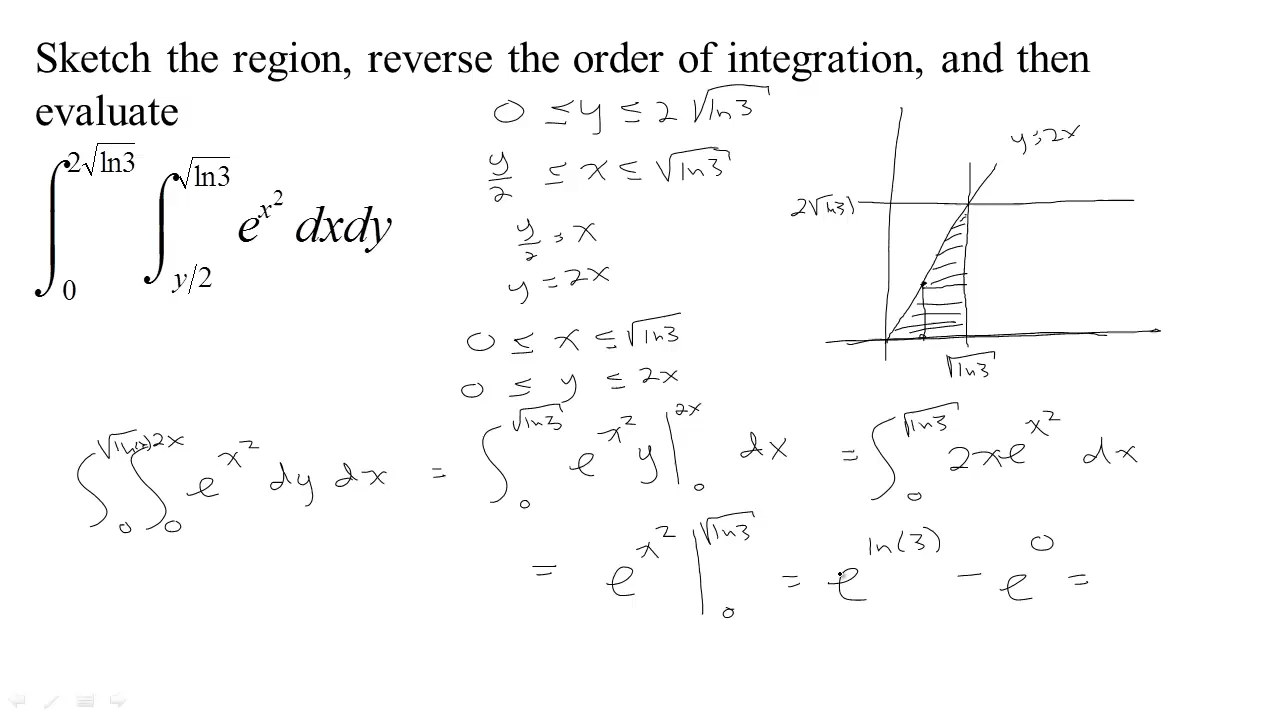 Sketch the region, reverse the order of integration, and then
evaluate
∫₀^{2√ln3} ∫_{y/2}^{√ln3} e^{x²} dxdy
0 ≤ y ≤ 2√ln3
y/2 ≤ x ≤ √ln3
y/2 = x
y = 2x
0 ≤ x ≤ √ln3
0 ≤ y ≤ 2x
y=2x
2√ln3
√ln3
∫₀^{√ln(3)} ∫₀^{2x} e^{x²} dy dx = ∫₀^{√ln3} e^{x²} y |₀^{2x} dx = ∫₀^{√ln3} 2xe^{x²} dx
= e^{x²} |₀^{√ln3} = e^{ln(3)} − e^{0} =